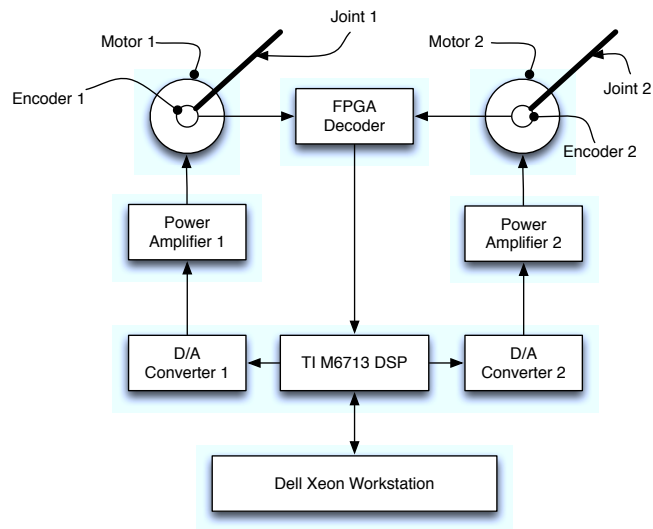 Joint 1
Motor 1
Motor 2
Encoder 1
FPGA
Decoder
Joint 2
Encoder 2
Power
Amplifier 1
Power
Amplifier 2
D/A
Converter 1
TI M6713 DSP
D/A
Converter 2
Dell Xeon Workstation